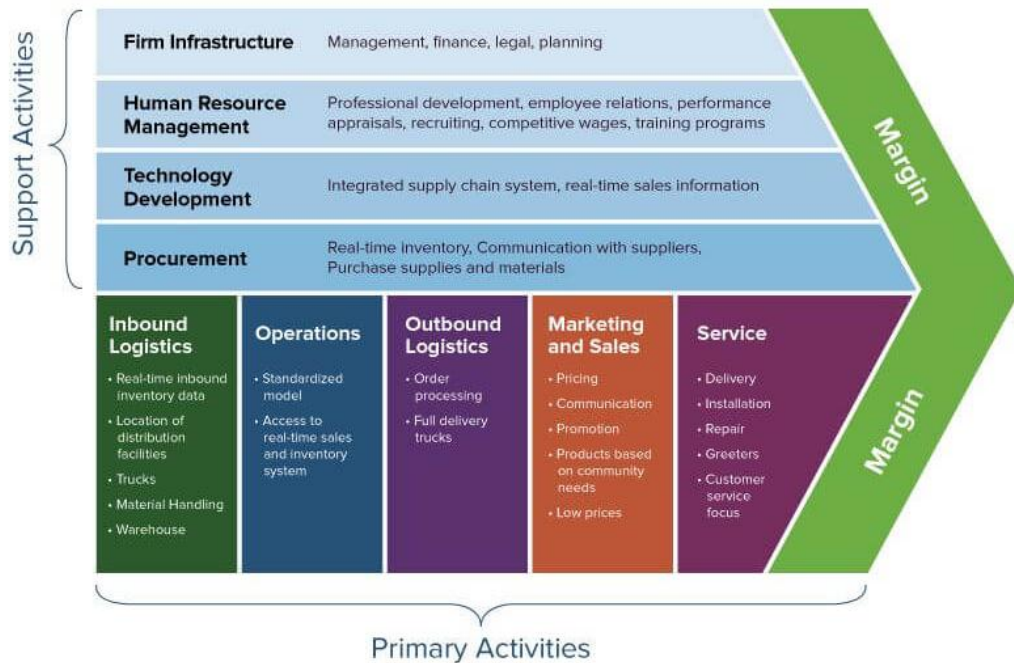 Support Activities
Firm Infrastructure
Management, finance, legal, planning
Human Resource
Management
Professional development, employee relations, performance
appraisals, recruiting, competitive wages, training programs
Technology
Development
Integrated supply chain system, real-time sales information
Procurement
Real-time inventory, Communication with suppliers,
Purchase supplies and materials
Margin
Inbound
Logistics
• Real-time inbound
inventory data
• Location of
distribution
facilities
• Trucks
• Material Handling
• Warehouse
Operations
• Standardized
model
• Access to
real-time sales
and inventory
system
Outbound
Logistics
• Order
processing
• Full delivery
trucks
Marketing
and Sales
• Pricing
• Communication
• Promotion
• Products based
on community
needs
• Low prices
Service
• Delivery
• Installation
• Repair
• Greeters
• Customer
service
focus
Margin
Primary Activities